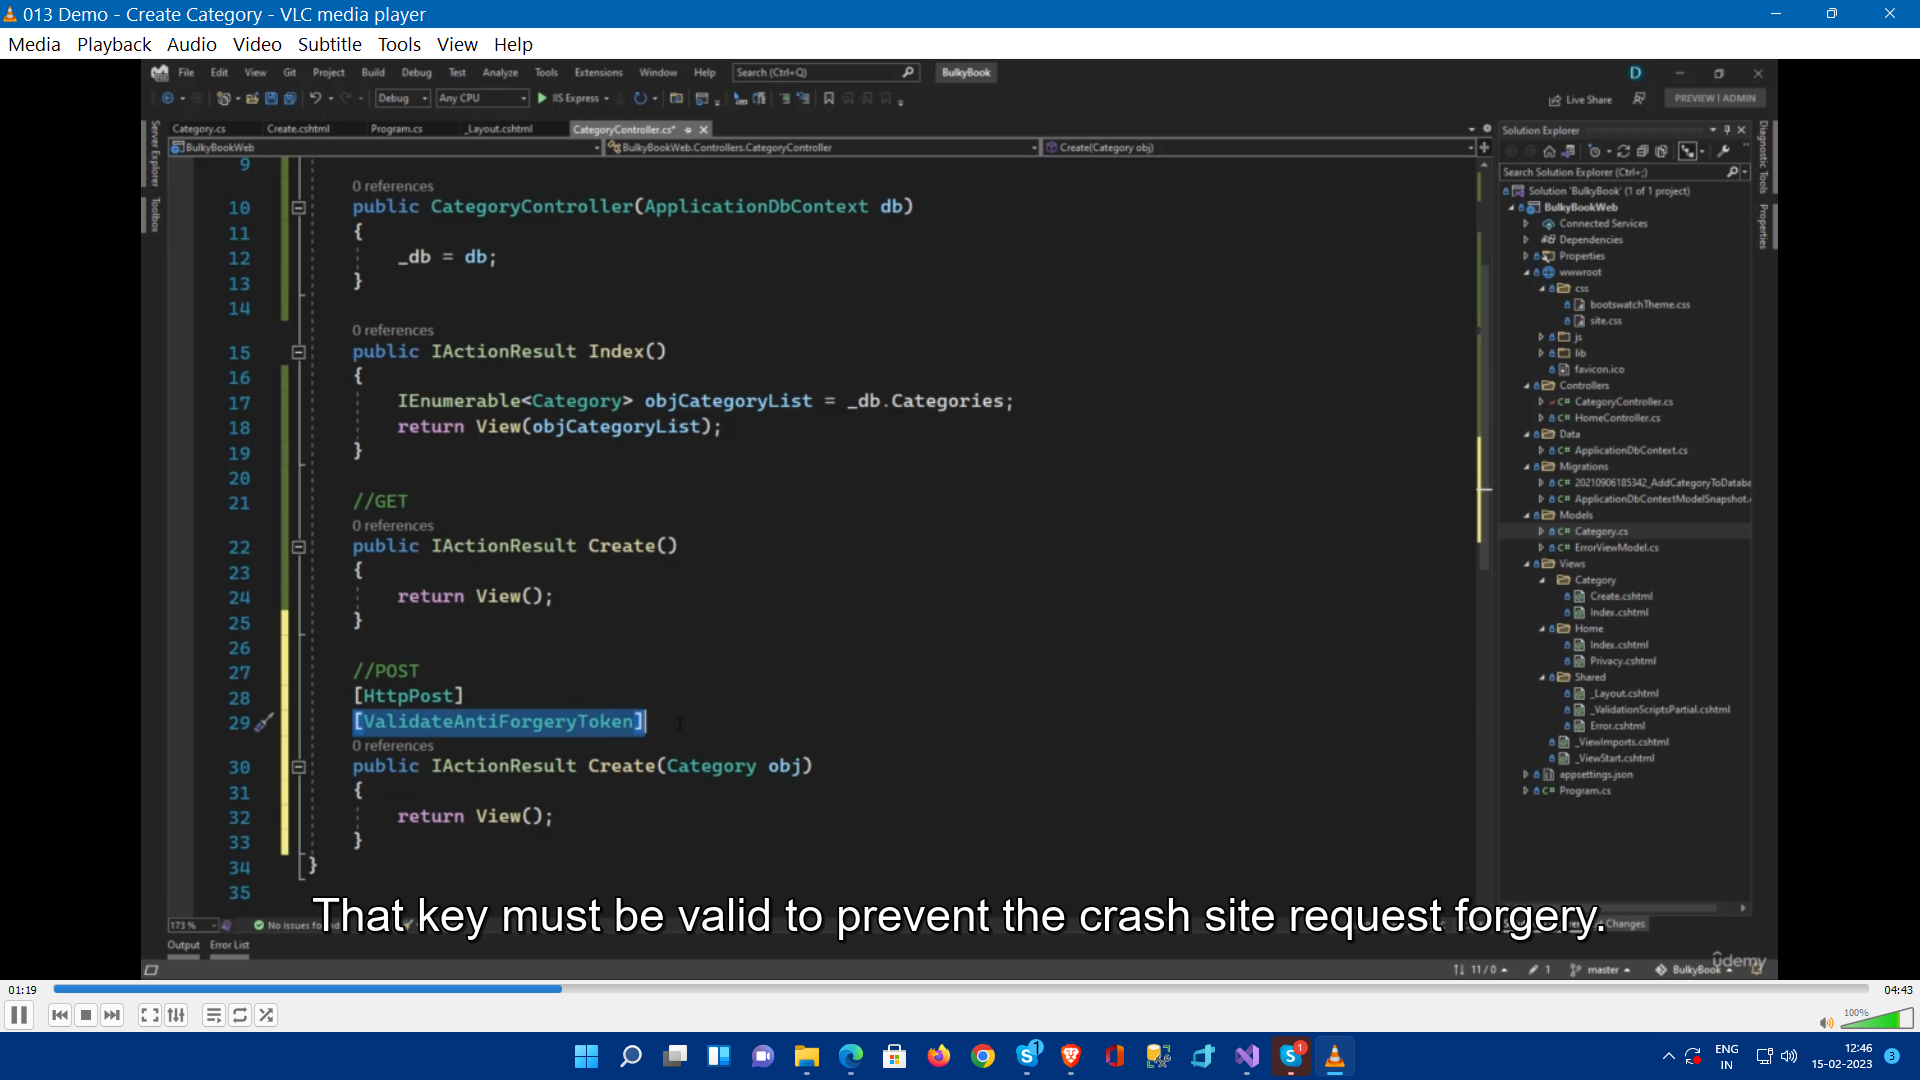 013 Demo - Create Category - VLC media player
Media Playback Audio Video Subtitle Tools View Help
File Edit View Git Project Build Debug Test Analyze Tools Extensions Window Help Search (Ctrl+Q) BulkyBook D
Debug Any CPU IIS Express Live Share PREVIEW | ADMIN
Server Explorer
Toolbox
Category.cs Create.cshtml Program.cs _Layout.cshtml CategoryController.cs*
BulkyBookWeb BulkyBookWeb.Controllers.CategoryController Create(Category obj)
9
0 references
10 public CategoryController(ApplicationDbContext db)
11 {
12 _db = db;
13 }
14
0 references
15 public IActionResult Index()
16 {
17 IEnumerable<Category> objCategoryList = _db.Categories;
18 return View(objCategoryList);
19 }
20
21 //GET
0 references
22 public IActionResult Create()
23 {
24 return View();
25 }
26
27 //POST
28 [HttpPost]
29 [ValidateAntiForgeryToken]
0 references
30 public IActionResult Create(Category obj)
31 {
32 return View();
33 }
34 }
35
Solution Explorer
Search Solution Explorer (Ctrl+;)
Solution 'BulkyBook' (1 of 1 project)
BulkyBookWeb
Connected Services
Dependencies
Properties
wwwroot
css
bootswatchTheme.css
site.css
js
lib
favicon.ico
Controllers
C# CategoryController.cs
C# HomeController.cs
Data
C# ApplicationDbContext.cs
Migrations
C# 20210906185342_AddCategoryToDataba
C# ApplicationDbContextModelSnapshot.
Models
C# Category.cs
C# ErrorViewModel.cs
Views
Category
Create.cshtml
Index.cshtml
Home
Index.cshtml
Privacy.cshtml
Shared
_Layout.cshtml
_ValidationScriptsPartial.cshtml
Error.cshtml
_ViewImports.cshtml
_ViewStart.cshtml
appsettings.json
C# Program.cs
Diagnostic Tools
Properties
That key must be valid to prevent the crash site request forgery.
173 % No issues Changes
Output Error List
11 / 0 1 master BulkyBook
udemy
01:19 04:43
100%
ENG
IN
12:46
15-02-2023
3
1
1